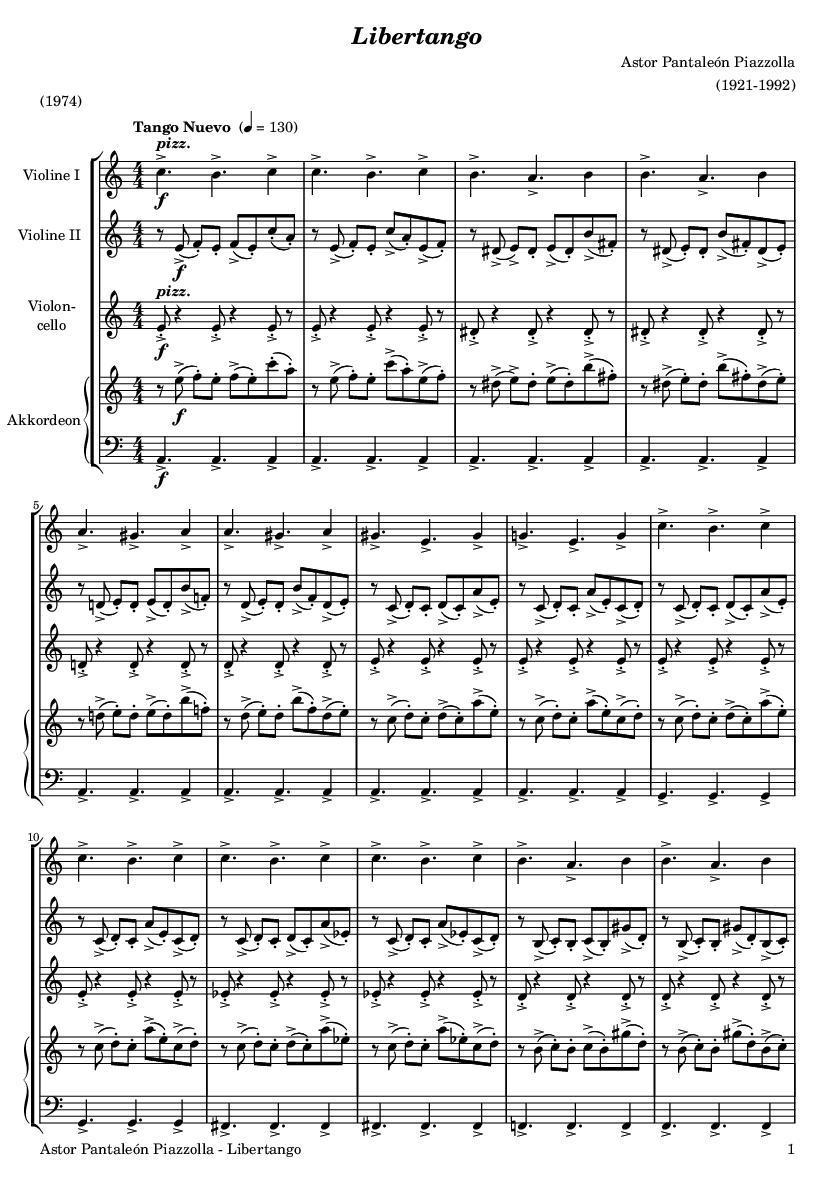 Libertango
Astor Pantaleón Piazzolla
(1921-1992)
(1974)
Tango Nuevo (♩ = 130)
pizz.
Violine I
f
Violine II
f
pizz.
Violon-
cello
f
Akkordeon
f
f
5
10
Astor Pantaleón Piazzolla - Libertango 1